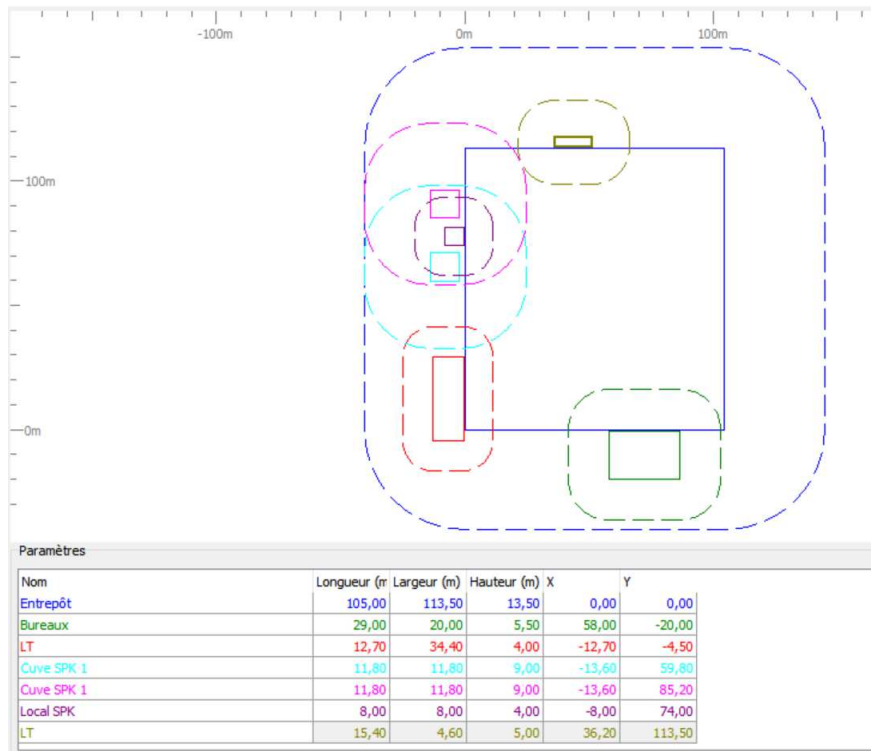 -100m 0m 100m
100m
0m
Paramètres
Nom Longueur (m Largeur (m) Hauteur (m) X Y
Entrepôt 105,00 113,50 13,50 0,00 0,00
Bureaux 29,00 20,00 5,50 58,00 -20,00
LT 12,70 34,40 4,00 -12,70 -4,50
Cuve SPK 1 11,80 11,80 9,00 -13,60 59,80
Cuve SPK 1 11,80 11,80 9,00 -13,60 85,20
Local SPK 8,00 8,00 4,00 -8,00 74,00
LT 15,40 4,60 5,00 36,20 113,50